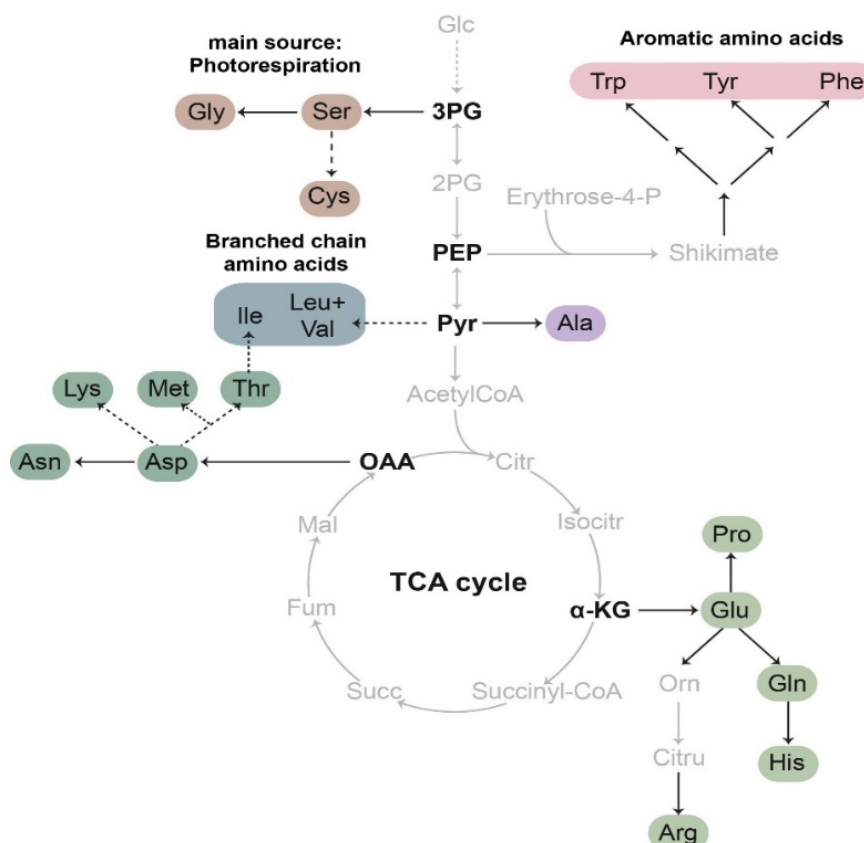 Glc
main source:
Photorespiration
Aromatic amino acids
Trp Tyr Phe
Gly Ser 3PG
2PG
Cys
Erythrose-4-P
Branched chain
amino acids
PEP Shikimate
Ile Leu+
Val
Pyr Ala
Lys Met Thr
AcetylCoA
Asn Asp OAA Citr
Mal Isocitr
Pro
TCA cycle
Fum α-KG Glu
Succ Succinyl-CoA Orn Gln
Citru His
Arg